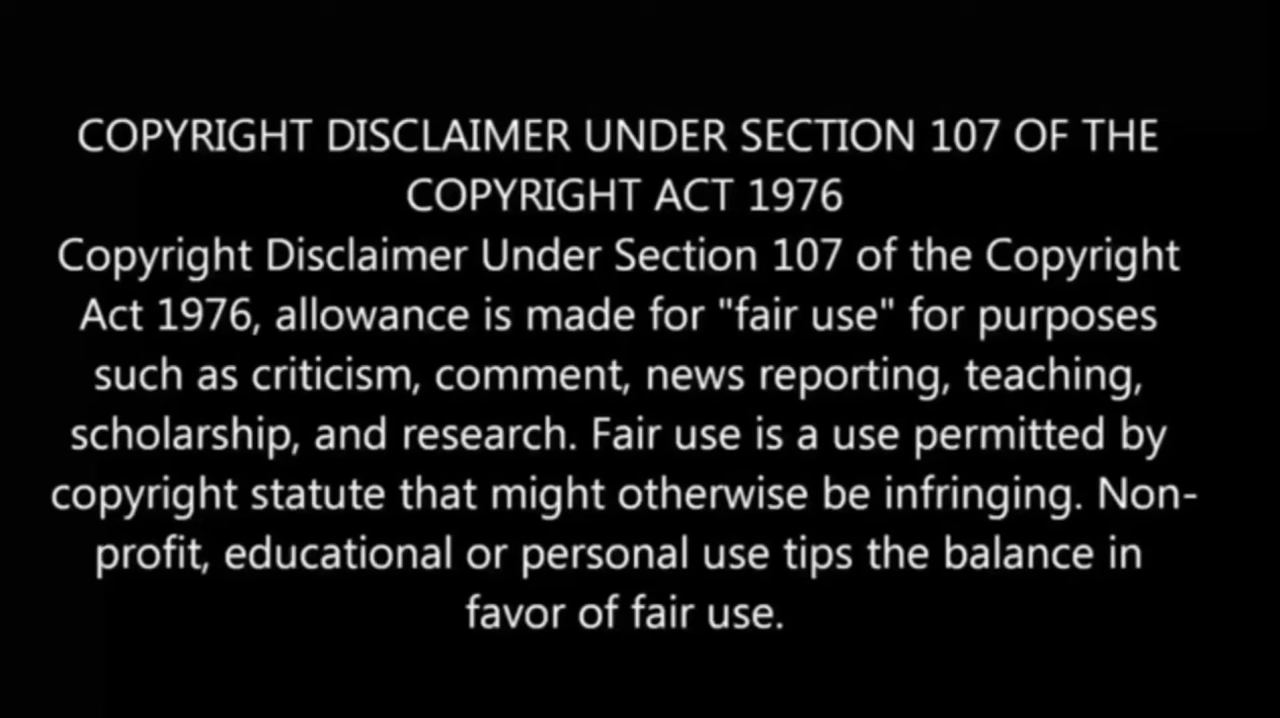 COPYRIGHT DISCLAIMER UNDER SECTION 107 OF THE
COPYRIGHT ACT 1976
Copyright Disclaimer Under Section 107 of the Copyright
Act 1976, allowance is made for "fair use" for purposes
such as criticism, comment, news reporting, teaching,
scholarship, and research. Fair use is a use permitted by
copyright statute that might otherwise be infringing. Non-
profit, educational or personal use tips the balance in
favor of fair use.